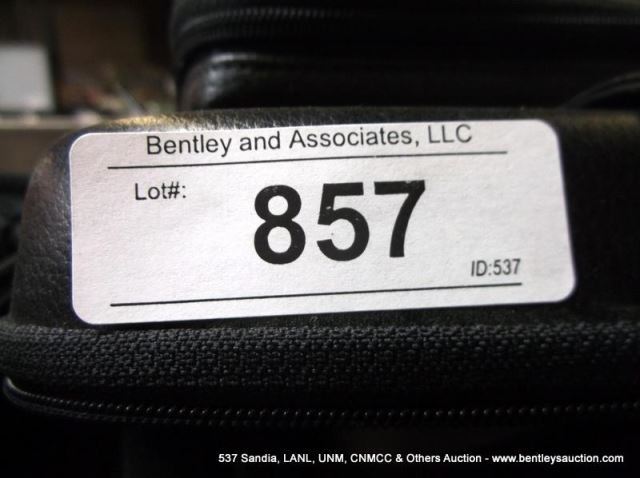 Bentley and Associates, LLC
Lot#:
857
ID:537
537 Sandia, LANL, UNM, CNMCC & Others Auction - www.bentleysauction.com